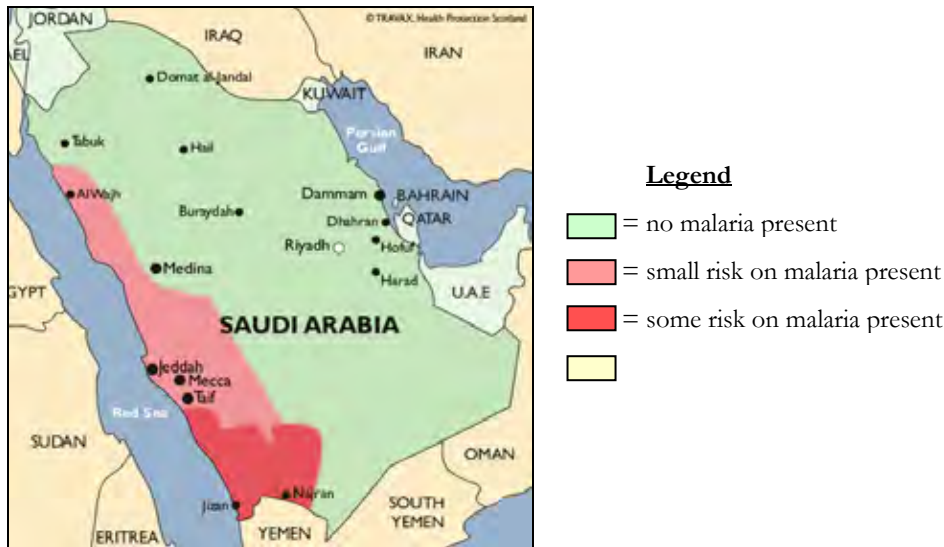 © TRAVAX, Health Protection Scotland
JORDAN
IRAQ
IRAN
AEL
Domat al-Jandal
KUWAIT
Persian
Gulf
Tabuk
Hail
Al Wajh
Dammam
BAHRAIN
Buraydah
Dhahran
QATAR
Riyadh
Hofuf
Medina
Harad
GYPT
U.A.E
SAUDI ARABIA
Jeddah
Mecca
Taif
Red Sea
SUDAN
OMAN
Jizan
Najran
SOUTH
YEMEN
YEMEN
ERITREA
Legend
= no malaria present
= small risk on malaria present
= some risk on malaria present